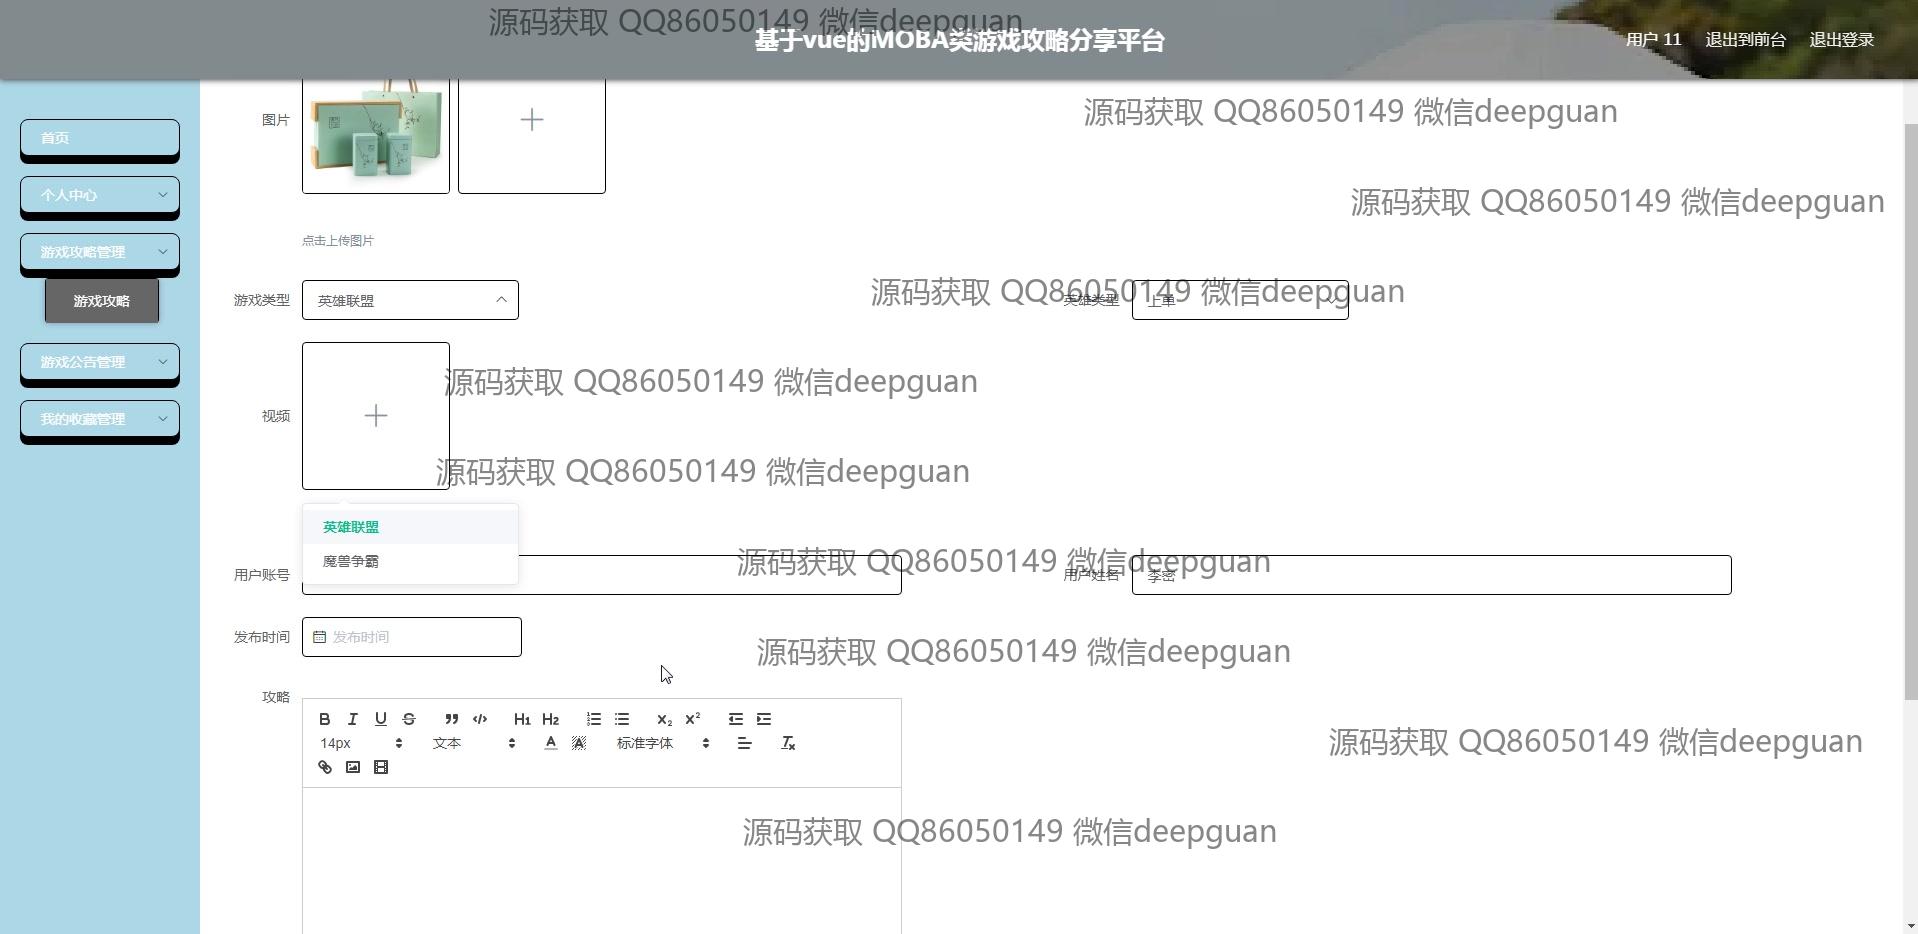 源码获取 QQ86050149 微信deepguan
基于vue的MOBA类游戏攻略分享平台
用户 11
退出到前台
退出登录
首页
个人中心
游戏攻略管理
游戏攻略
游戏公告管理
我的收藏管理
图片
源码获取 QQ86050149 微信deepguan
源码获取 QQ86050149 微信deepguan
点击上传图片
游戏类型
英雄联盟
源码获取 QQ86050149 微信deepguan
英雄类型
上单
源码获取 QQ86050149 微信deepguan
视频
源码获取 QQ86050149 微信deepguan
英雄联盟
魔兽争霸
源码获取 QQ86050149 微信deepguan
用户账号
用户姓名
李密
发布时间
发布时间
源码获取 QQ86050149 微信deepguan
攻略
B I U S H1 H2 X2 X2
14px
文本
A A
标准字体
Tx
源码获取 QQ86050149 微信deepguan
源码获取 QQ86050149 微信deepguan